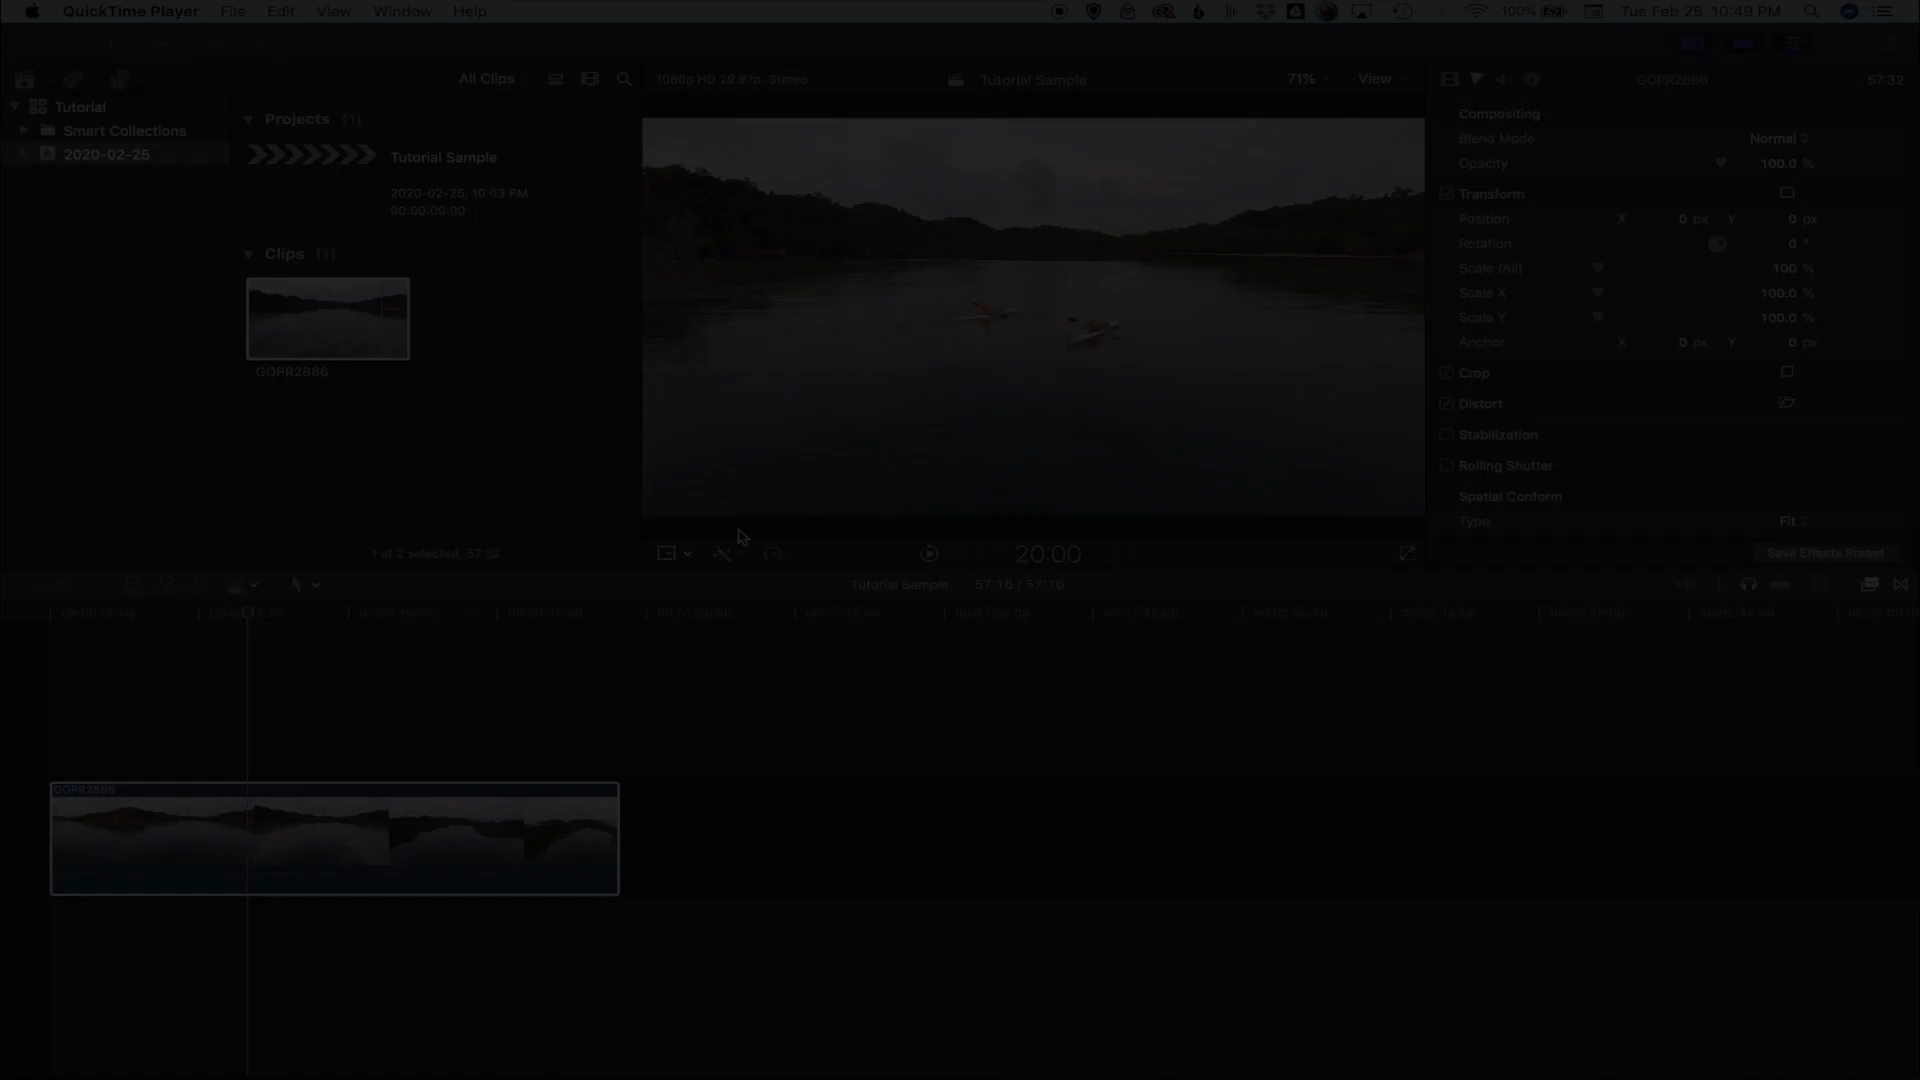 QuickTime Player File Edit View Window Help 100% Tue Feb 25 10:49 PM
All Clips 1080p HD 29.97p, Stereo Tutorial Sample 71% View GOPR2886 57:32
Tutorial
Smart Collections
2020-02-25
Projects (1)
Tutorial Sample
2020-02-25, 10:03 PM
00:00:00:00
Clips (1)
GOPR2886
1 of 2 selected, 57:32
20:00
Compositing
Blend Mode Normal
Opacity 100.0 %
Transform
Position X 0 px Y 0 px
Rotation 0 °
Scale (All) 100 %
Scale X 100.0 %
Scale Y 100.0 %
Anchor X 0 px Y 0 px
Crop
Distort
Stabilization
Rolling Shutter
Spatial Conform
Type Fit
Save Effects Preset
Tutorial Sample 57:16 / 57:16
GOPR2886